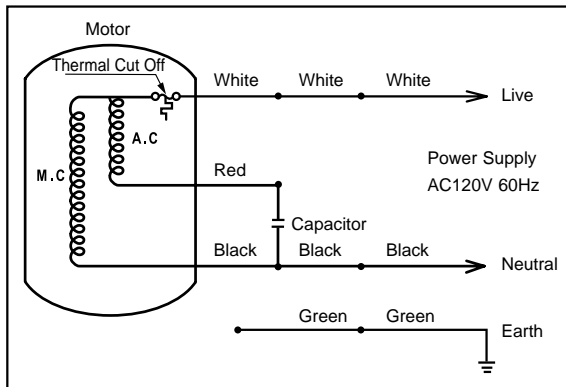 Motor
Thermal Cut Off
White White White Live
A.C
M.C
Power Supply
AC120V 60Hz
Red
Capacitor
Black Black Black Neutral
Green Green Earth